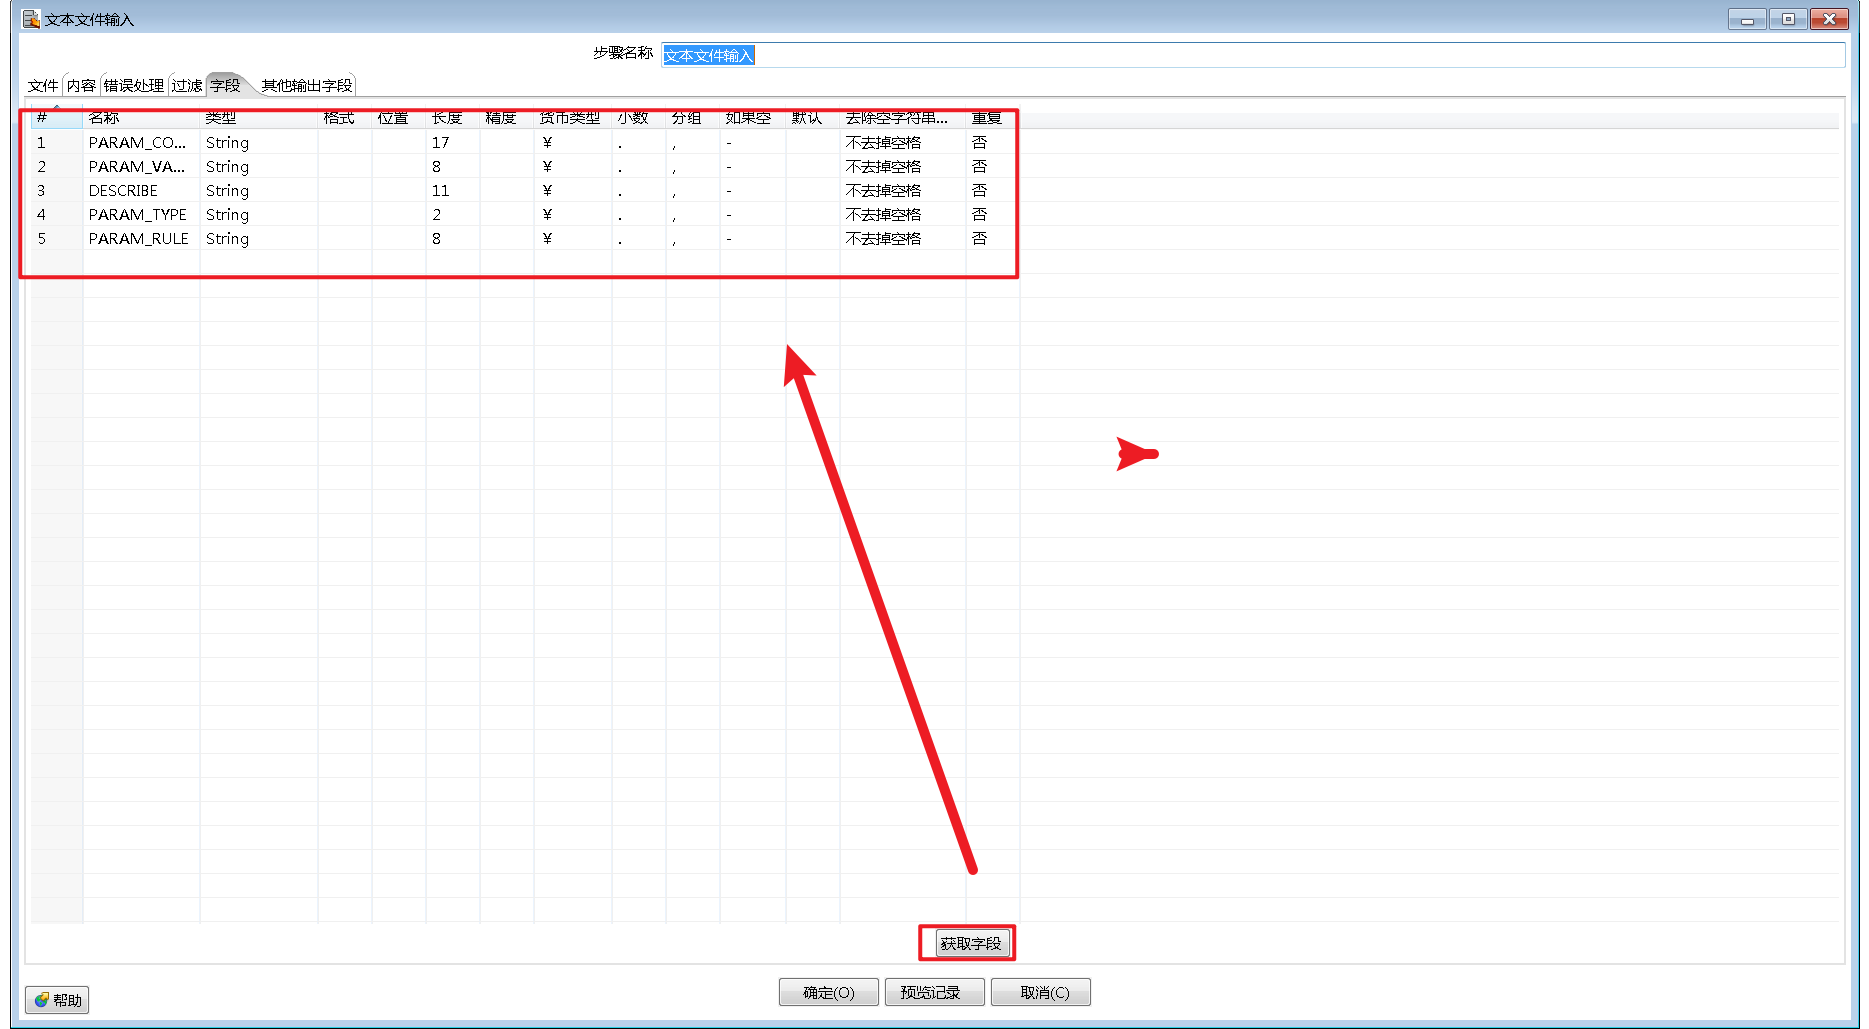 文本文件输入
步骤名称 文本文件输入
文件 内容 错误处理 过滤 字段 其他输出字段
# 名称 类型 格式 位置 长度 精度 货币类型 小数 分组 如果空 默认 去除空字符串... 重复
1 PARAM_CO... String 17 ¥ . , - 不去掉空格 否
2 PARAM_VA... String 8 ¥ . , - 不去掉空格 否
3 DESCRIBE String 11 ¥ . , - 不去掉空格 否
4 PARAM_TYPE String 2 ¥ . , - 不去掉空格 否
5 PARAM_RULE String 8 ¥ . , - 不去掉空格 否
获取字段
帮助 确定(O) 预览记录 取消(C)